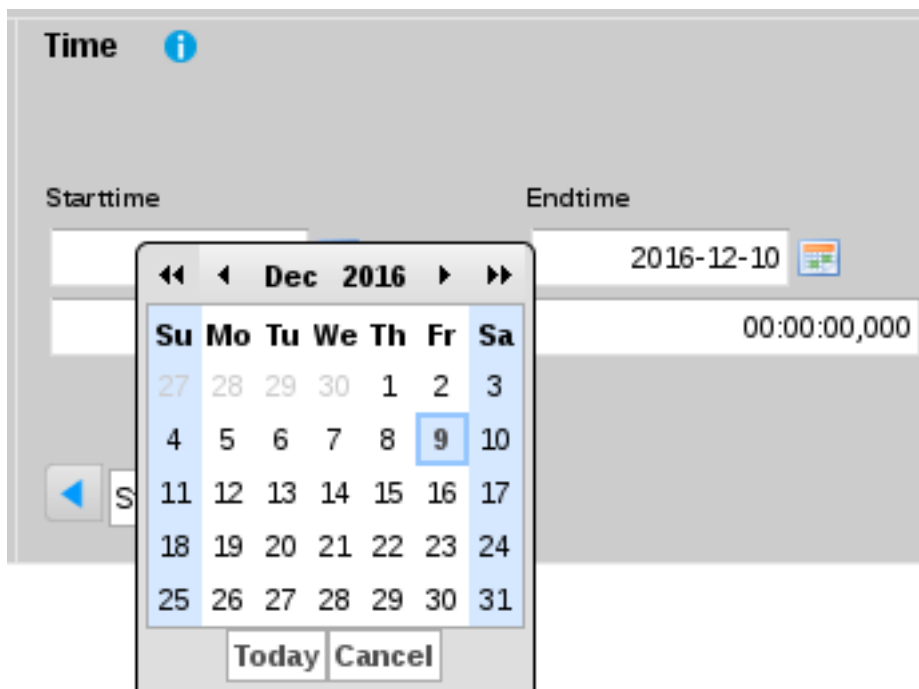 Time
Starttime
Endtime
2016-12-10
Dec 2016
00:00:00,000
Su Mo Tu We Th Fr Sa
27 28 29 30 1 2 3
4 5 6 7 8 9 10
11 12 13 14 15 16 17
18 19 20 21 22 23 24
25 26 27 28 29 30 31
Today Cancel